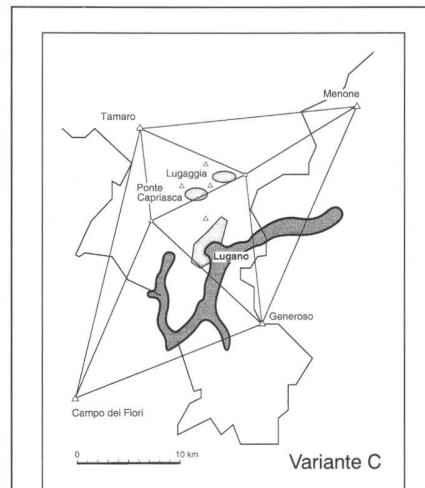 Menone
Tamaro
Lugaggia
Ponte
Capriasca
Lugano
Generoso
Campo dei Fiori
0 10 km
Variante C